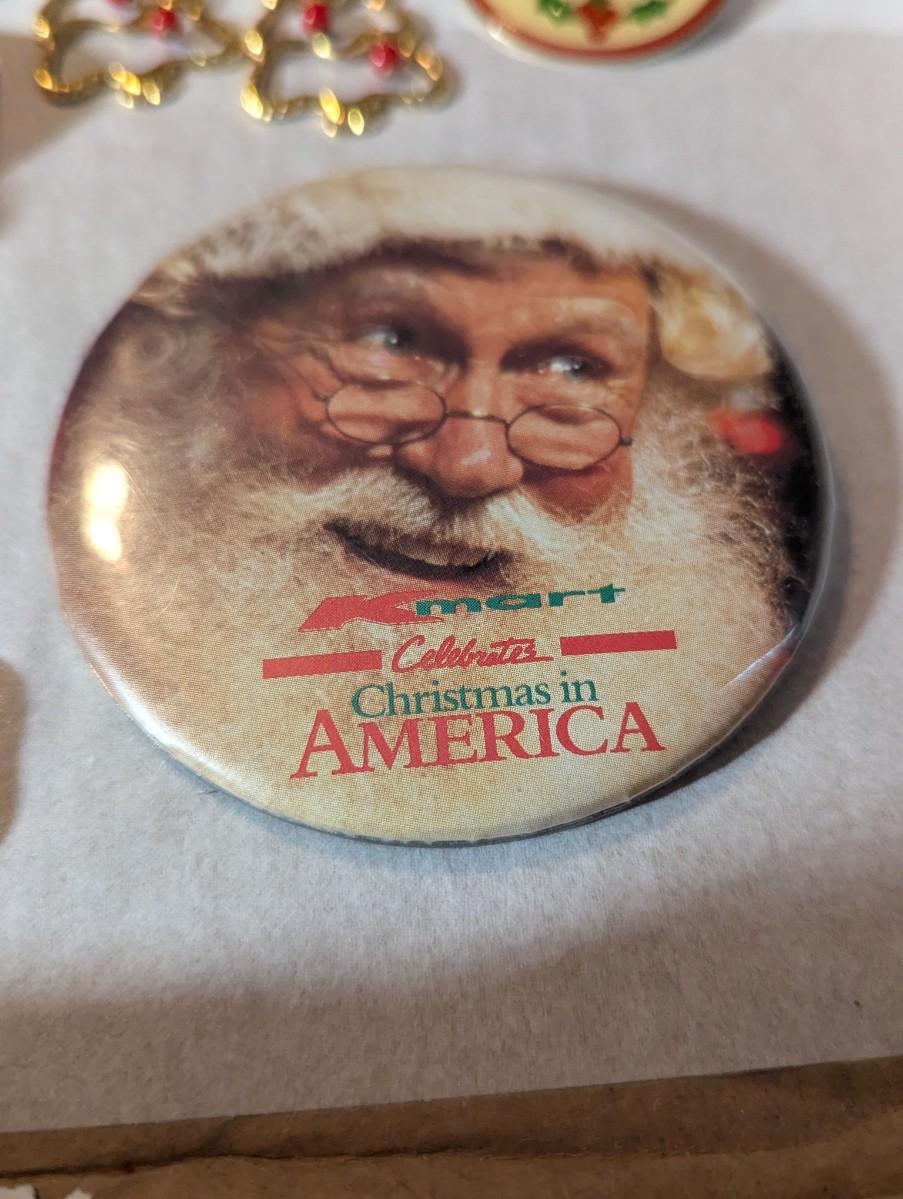 Kmart
Celebrates
Christmas in
AMERICA